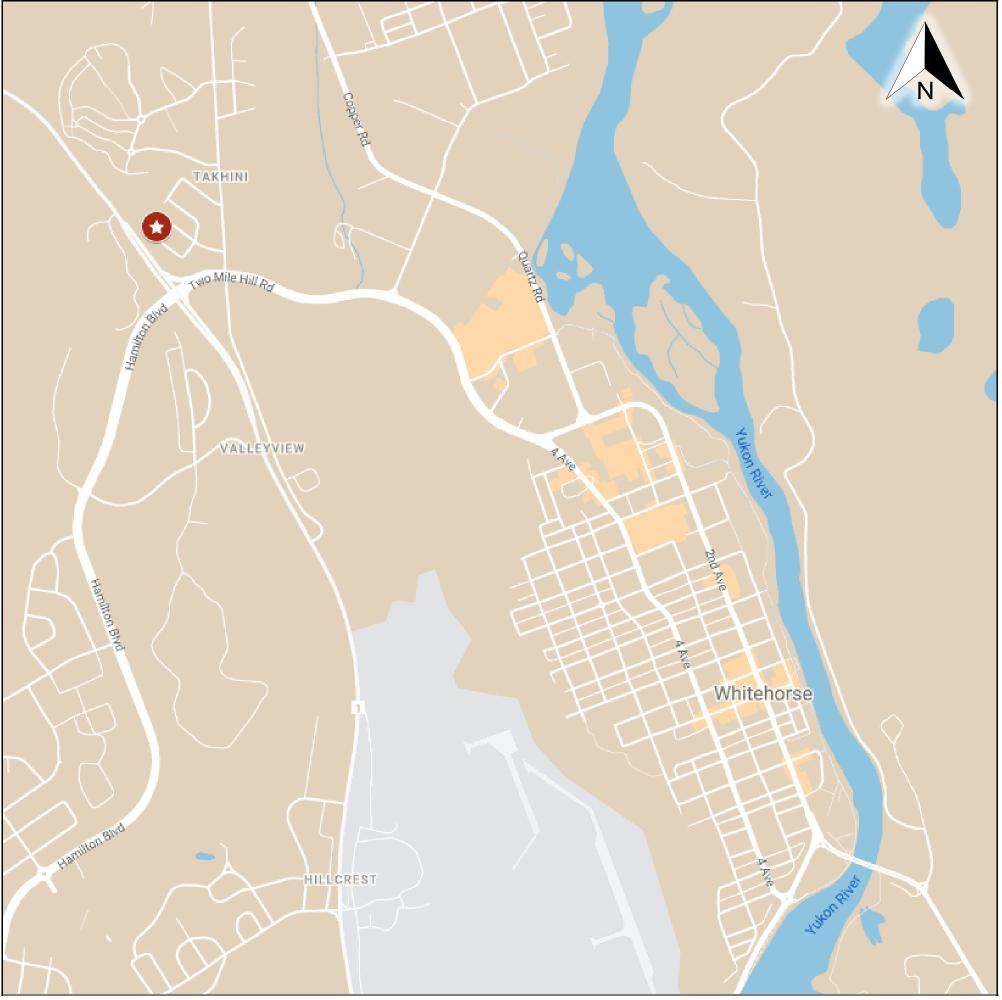 N
Copper Rd
TAKHINI
Two Mile Hill Rd
Quartz Rd
Hamilton Blvd
VALLEYVIEW
4 Ave
Yukon River
2nd Ave
Hamilton Blvd
4 Ave
Whitehorse
1
Hamilton Blvd
HILLCREST
4 Ave
Yukon River